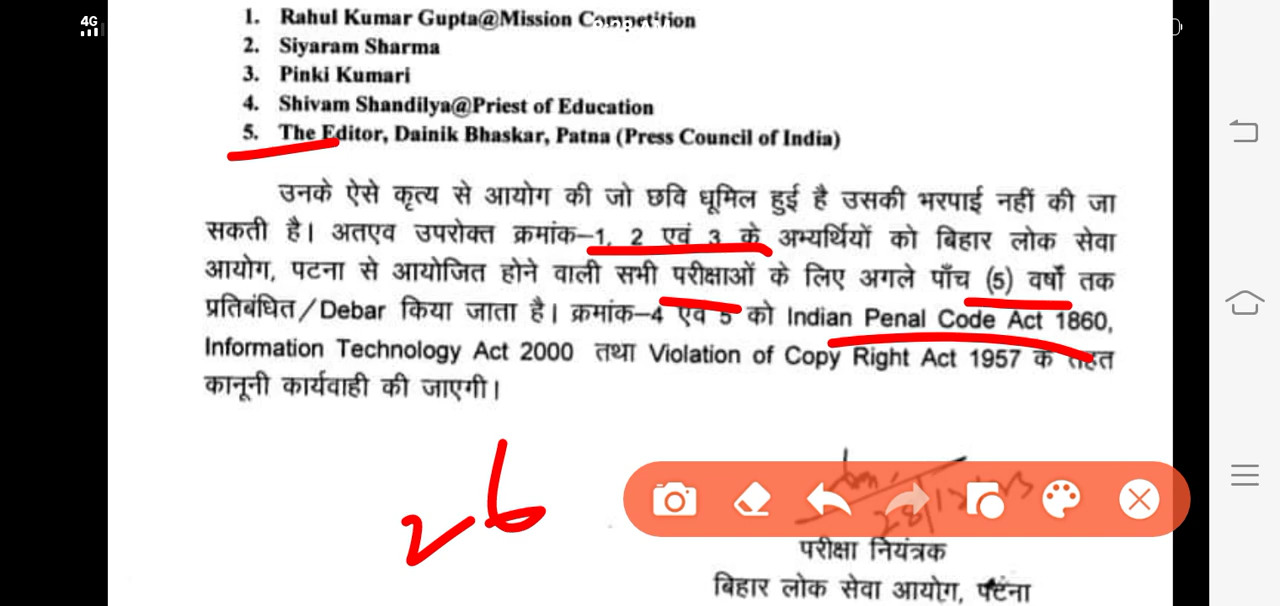 4G
1. Rahul Kumar Gupta@Mission Competition
2. Siyaram Sharma
3. Pinki Kumari
4. Shivam Shandilya@Priest of Education
5. The Editor, Dainik Bhaskar, Patna (Press Council of India)
उनके ऐसे कृत्य से आयोग की जो छवि धूमिल हुई है उसकी भरपाई नहीं की जा
सकती है। अतएव उपरोक्त क्रमांक-1, 2 एवं 3 के अभ्यर्थियों को बिहार लोक सेवा
आयोग, पटना से आयोजित होने वाली सभी परीक्षाओं के लिए अगले पाँच (5) वर्षों तक
प्रतिबंधित/Debar किया जाता है। क्रमांक-4 एवं 5 को Indian Penal Code Act 1860,
Information Technology Act 2000 तथा Violation of Copy Right Act 1957 के तहत
कानूनी कार्यवाही की जाएगी।
26
परीक्षा नियंत्रक
बिहार लोक सेवा आयोग, पटना